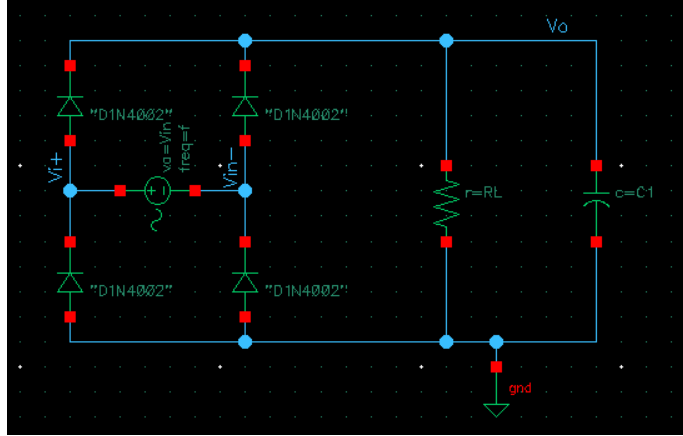 Vo
"D1N4002"
"D1N4002"
va=Vin
freq=f
Vi+
Vin-
r=RL
c=C1
"D1N4002"
"D1N4002"
gnd